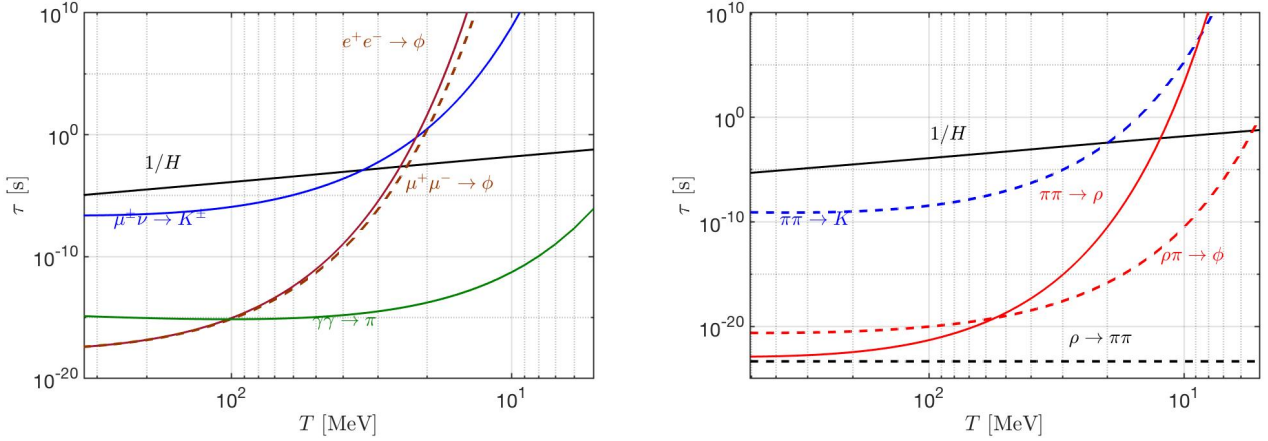 10^10
e⁺e⁻ → ϕ
10^0
1/H
μ⁺μ⁻ → ϕ
μ^±ν → K^±
τ [s]
10^-10
γγ → π
10^-20
10^2
10^1
T [MeV]
10^10
10^0
1/H
ππ → ρ
ππ → K
τ [s]
10^-10
ρπ → ϕ
10^-20
ρ → ππ
10^2
10^1
T [MeV]